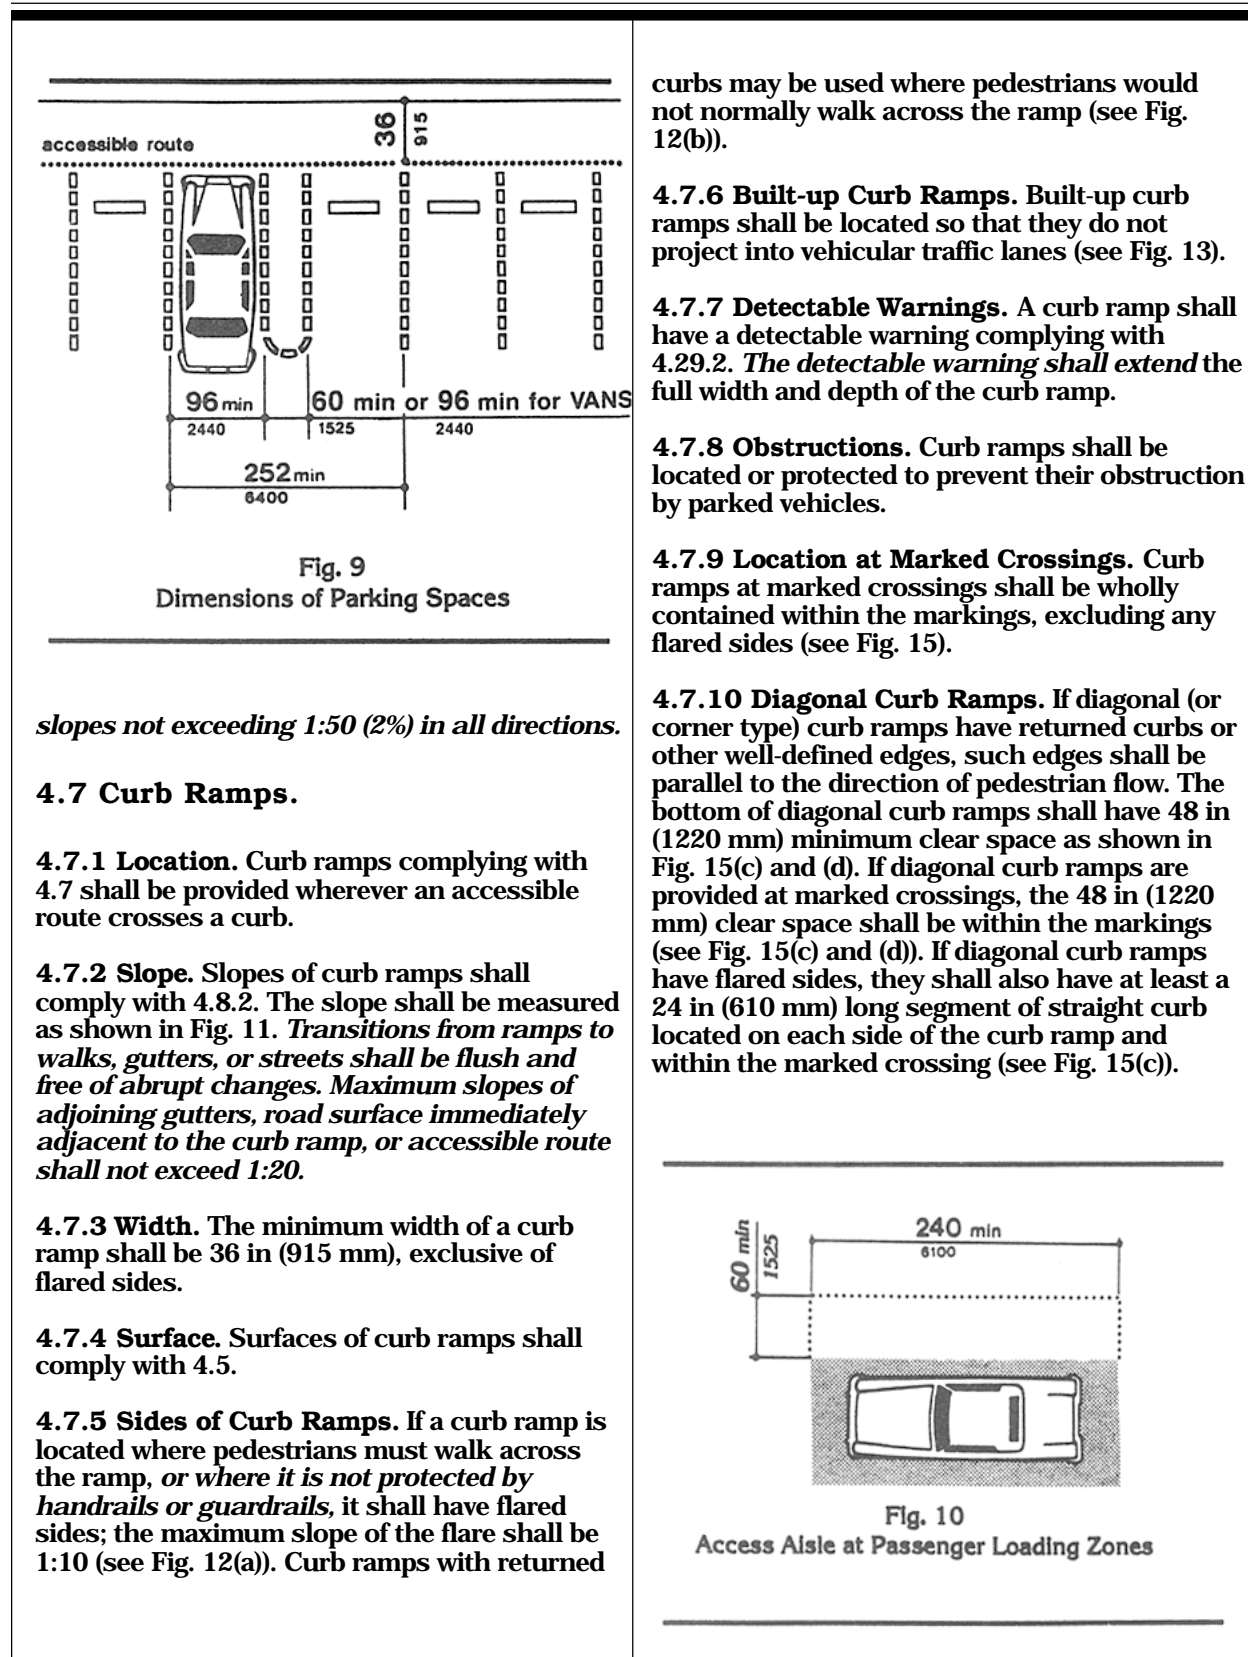 accessible route
36
915
96 min
2440
60 min or 96 min for VANS
1525
2440
252 min
6400
Fig. 9
Dimensions of Parking Spaces
slopes not exceeding 1:50 (2%) in all directions.
4.7 Curb Ramps.
4.7.1 Location. Curb ramps complying with
4.7 shall be provided wherever an accessible
route crosses a curb.
4.7.2 Slope. Slopes of curb ramps shall
comply with 4.8.2. The slope shall be measured
as shown in Fig. 11. Transitions from ramps to
walks, gutters, or streets shall be flush and
free of abrupt changes. Maximum slopes of
adjoining gutters, road surface immediately
adjacent to the curb ramp, or accessible route
shall not exceed 1:20.
4.7.3 Width. The minimum width of a curb
ramp shall be 36 in (915 mm), exclusive of
flared sides.
4.7.4 Surface. Surfaces of curb ramps shall
comply with 4.5.
4.7.5 Sides of Curb Ramps. If a curb ramp is
located where pedestrians must walk across
the ramp, or where it is not protected by
handrails or guardrails, it shall have flared
sides; the maximum slope of the flare shall be
1:10 (see Fig. 12(a)). Curb ramps with returned
curbs may be used where pedestrians would
not normally walk across the ramp (see Fig.
12(b)).
4.7.6 Built-up Curb Ramps. Built-up curb
ramps shall be located so that they do not
project into vehicular traffic lanes (see Fig. 13).
4.7.7 Detectable Warnings. A curb ramp shall
have a detectable warning complying with
4.29.2. The detectable warning shall extend the
full width and depth of the curb ramp.
4.7.8 Obstructions. Curb ramps shall be
located or protected to prevent their obstruction
by parked vehicles.
4.7.9 Location at Marked Crossings. Curb
ramps at marked crossings shall be wholly
contained within the markings, excluding any
flared sides (see Fig. 15).
4.7.10 Diagonal Curb Ramps. If diagonal (or
corner type) curb ramps have returned curbs or
other well-defined edges, such edges shall be
parallel to the direction of pedestrian flow. The
bottom of diagonal curb ramps shall have 48 in
(1220 mm) minimum clear space as shown in
Fig. 15(c) and (d). If diagonal curb ramps are
provided at marked crossings, the 48 in (1220
mm) clear space shall be within the markings
(see Fig. 15(c) and (d)). If diagonal curb ramps
have flared sides, they shall also have at least a
24 in (610 mm) long segment of straight curb
located on each side of the curb ramp and
within the marked crossing (see Fig. 15(c)).
60 min
1525
240 min
6100
Fig. 10
Access Aisle at Passenger Loading Zones